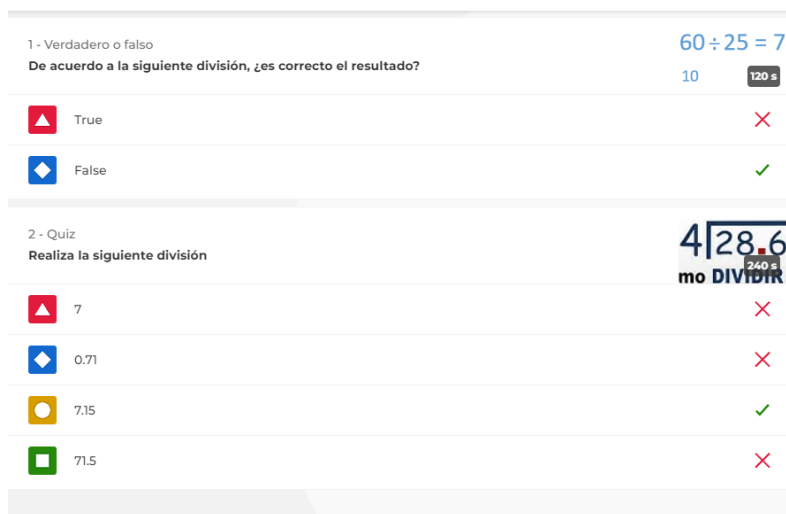 1 - Verdadero o falso
De acuerdo a la siguiente división, ¿es correcto el resultado?
60÷25 = 7
10
120 s
True
False
2 - Quiz
Realiza la siguiente división
4 28.6
240 s
mo DIVIDIR
7
0.71
7.15
71.5